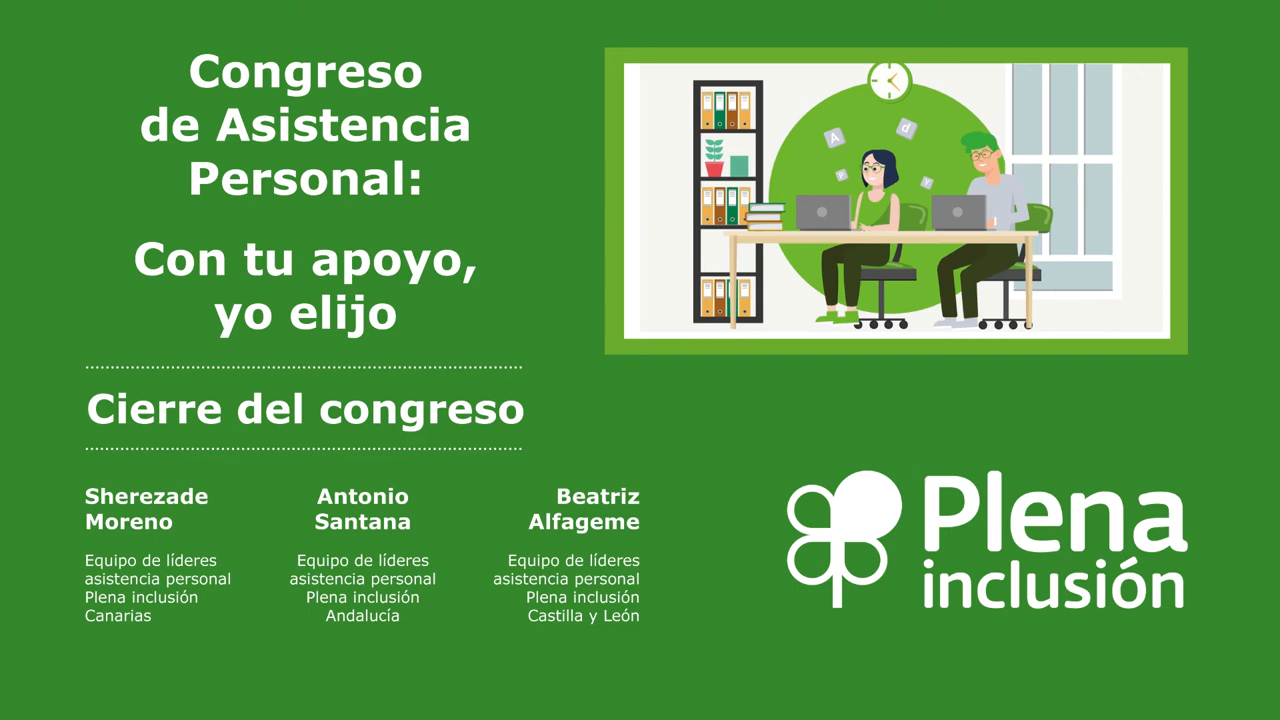 Congreso
de Asistencia
Personal:
Con tu apoyo,
yo elijo
Cierre del congreso
Sherezade
Moreno
Equipo de líderes
asistencia personal
Plena inclusión
Canarias
Antonio
Santana
Equipo de líderes
asistencia personal
Plena inclusión
Andalucía
Beatriz
Alfageme
Equipo de líderes
asistencia personal
Plena inclusión
Castilla y León
A
d
R
Y
Plena
inclusión